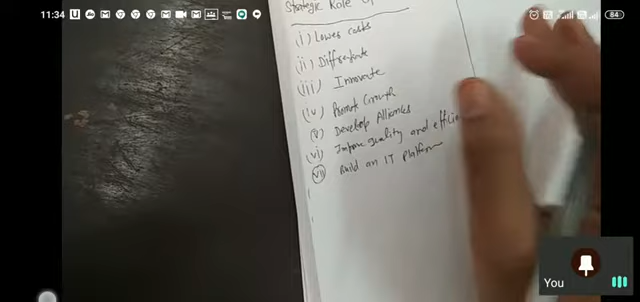 11:34
84
Strategic Role of
(i) Lower costs
(ii) Differentiate
(iii) Innovate
(iv) Promote Growth
(v) Develop Alliances
(vi) Improve quality and
(vii) Build an IT Platform
You